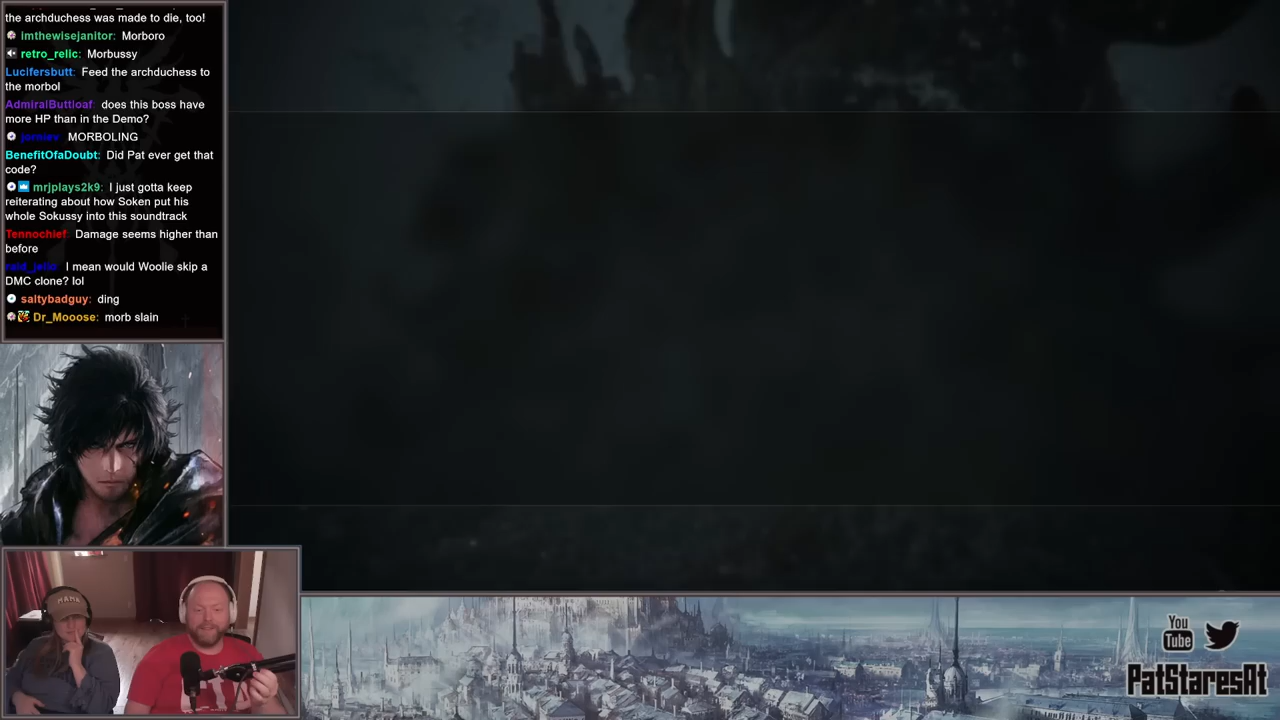 the archduchess was made to die, too!
imthewisejanitor: Morboro
retro_relic: Morbussy
Lucifersbutt: Feed the archduchess to
the morbol
AdmiralButtloaf: does this boss have
more HP than in the Demo?
MORBOLING
BenefitOfaDoubt: Did Pat ever get that
code?
mrjplays2k9: I just gotta keep
reiterating about how Soken put his
whole Sokussy into this soundtrack
Tennochief: Damage seems higher than
before
I mean would Woolie skip a
DMC clone? lol
saltybadguy: ding
Dr_Mooose: morb slain
You
Tube
PatStaresAt